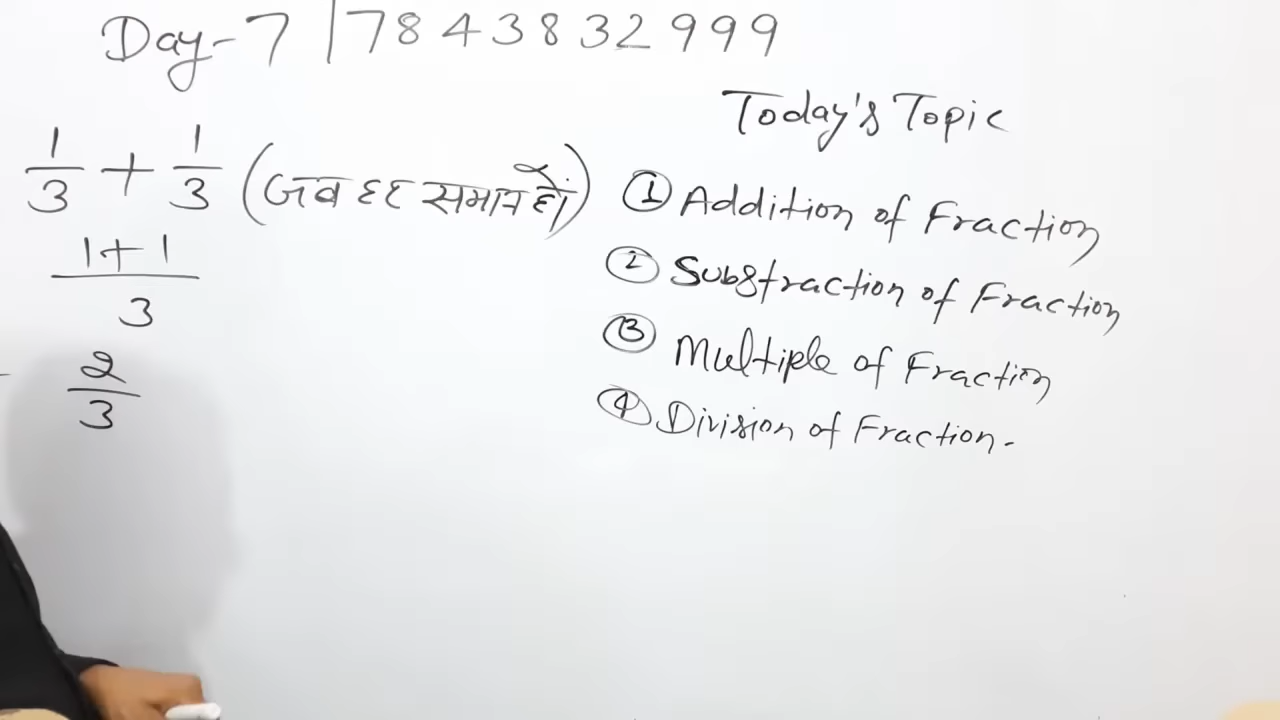 Day-7 | 7843832999
1/3 + 1/3 (जब हर समान हो)
1+1/3
2/3
Today's Topic
① Addition of Fraction
② Substraction of Fraction
③ Multiple of Fraction
④ Division of Fraction.